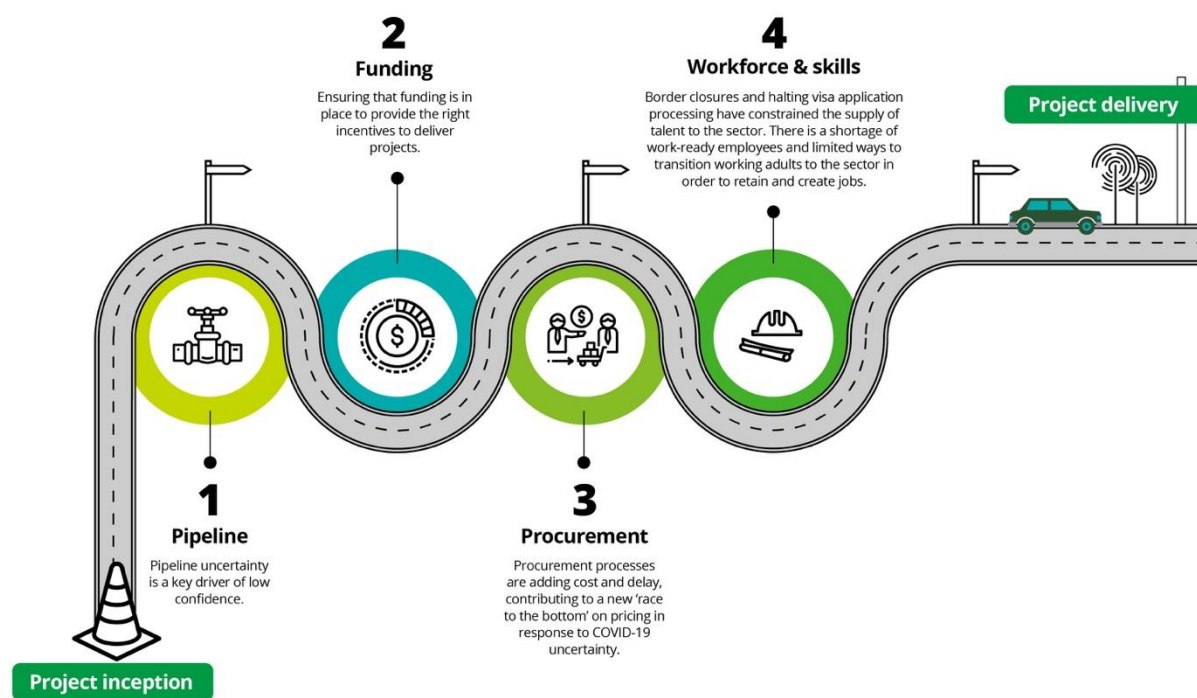 2
Funding
Ensuring that funding is in
place to provide the right
incentives to deliver
projects.
4
Workforce & skills
Border closures and halting visa application
processing have constrained the supply of
talent to the sector. There is a shortage of
work-ready employees and limited ways to
transition working adults to the sector in
order to retain and create jobs.
Project delivery
$
$
1
Pipeline
Pipeline uncertainty
is a key driver of low
confidence.
3
Procurement
Procurement processes
are adding cost and delay,
contributing to a new ‘race
to the bottom’ on pricing in
response to COVID-19
uncertainty.
Project inception